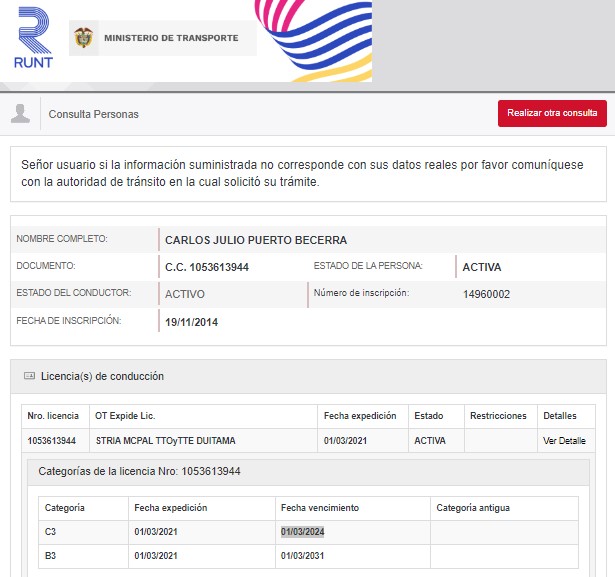 RUNT
MINISTERIO DE TRANSPORTE
Consulta Personas
Realizar otra consulta
Señor usuario si la información suministrada no corresponde con sus datos reales por favor comuníquese
con la autoridad de tránsito en la cual solicitó su trámite.
NOMBRE COMPLETO: CARLOS JULIO PUERTO BECERRA
DOCUMENTO: C.C. 1053613944 ESTADO DE LA PERSONA: ACTIVA
ESTADO DEL CONDUCTOR: ACTIVO Número de inscripción: 14960002
FECHA DE INSCRIPCIÓN: 19/11/2014
Licencia(s) de conducción
Nro. licencia OT Expide Lic. Fecha expedición Estado Restricciones Detalles
1053613944 STRIA MCPAL TTOyTTE DUITAMA 01/03/2021 ACTIVA Ver Detalle
Categorías de la licencia Nro: 1053613944
Categoría Fecha expedición Fecha vencimiento Categoría antigua
C3 01/03/2021 01/03/2024
B3 01/03/2021 01/03/2031